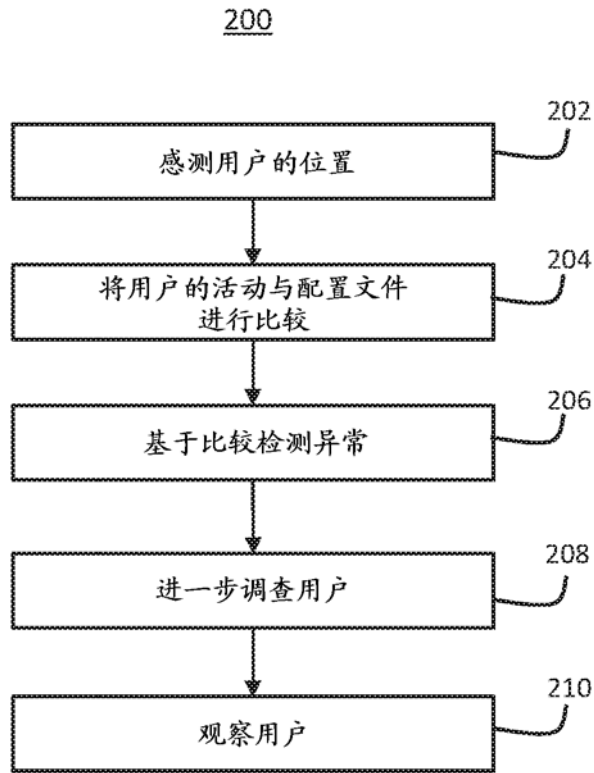 200
202
感测用户的位置
204
将用户的活动与配置文件
进行比较
206
基于比较检测异常
208
进一步调查用户
210
观察用户